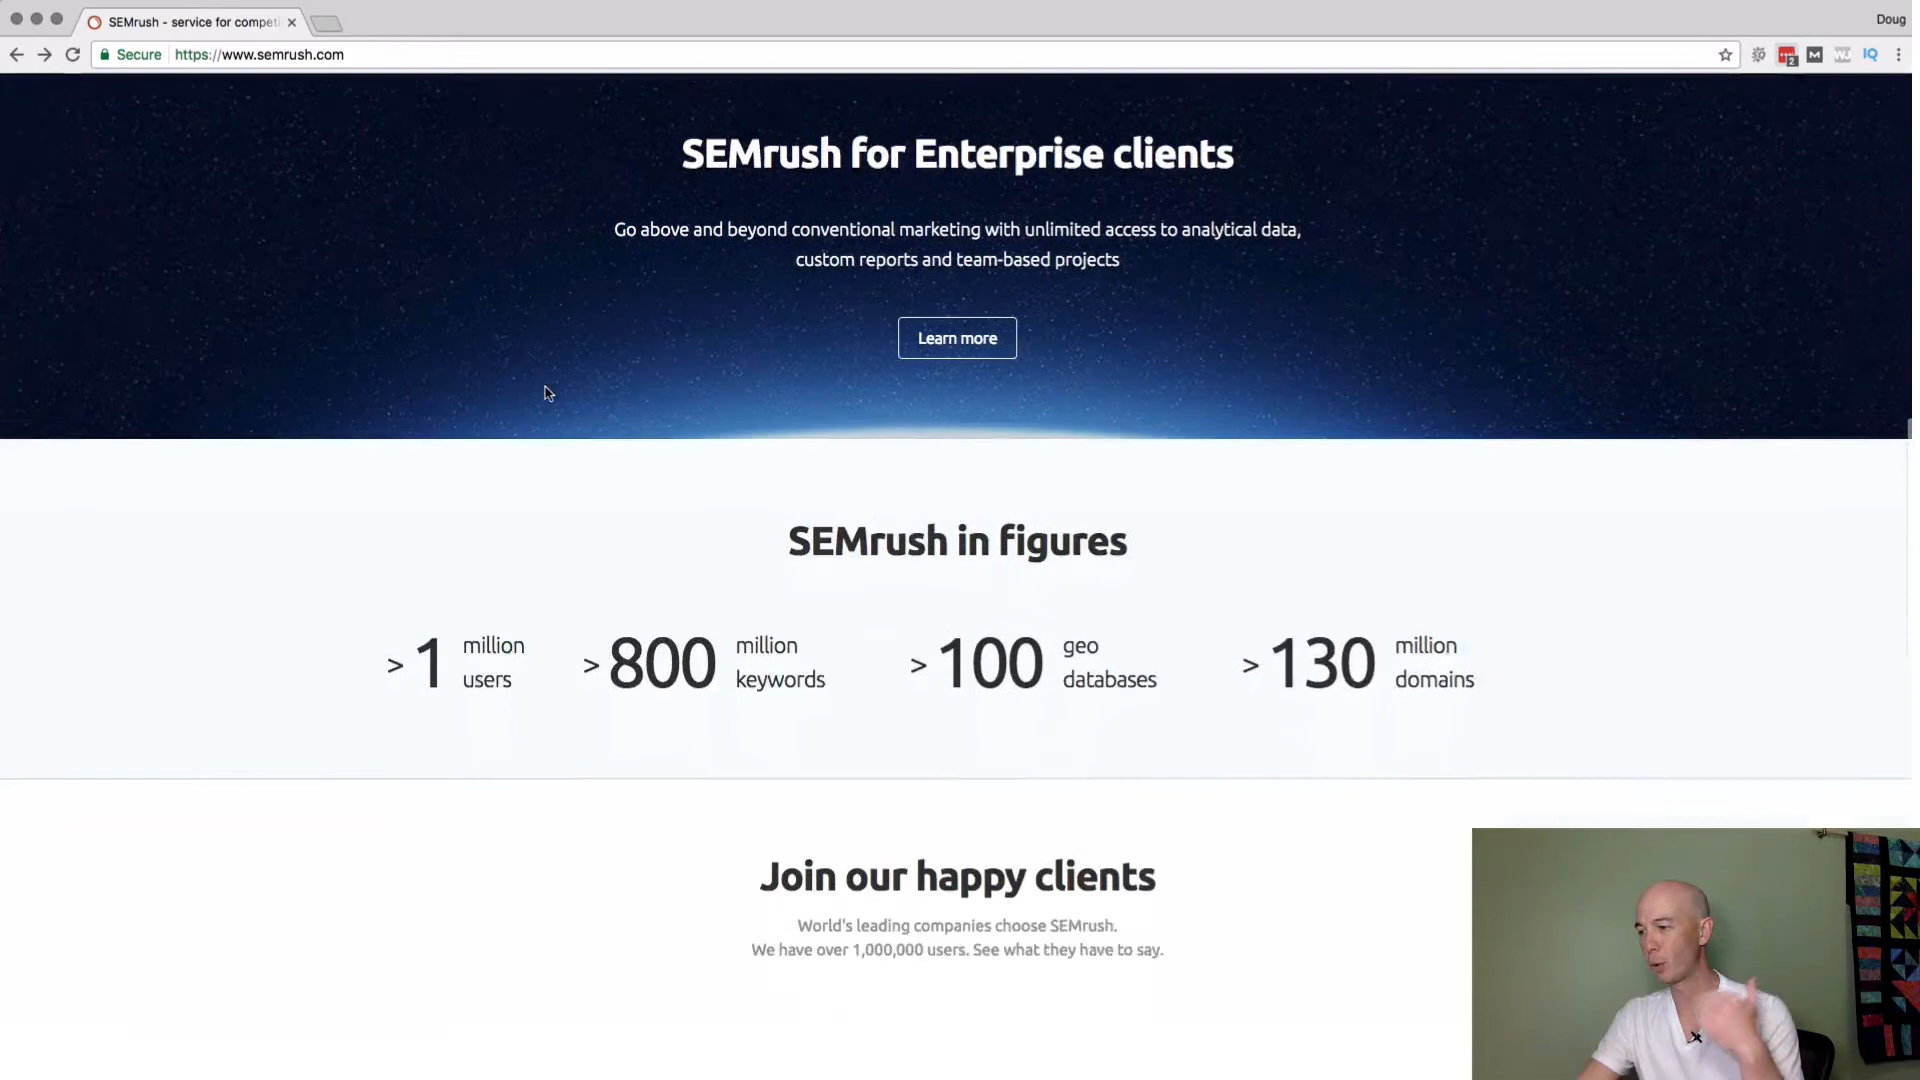 SEMrush - service for competi
Doug
Secure
https://www.semrush.com
2
M
IQ
SEMrush for Enterprise clients
Go above and beyond conventional marketing with unlimited access to analytical data,
custom reports and team-based projects
Learn more
SEMrush in figures
> 1 million users
> 800 million keywords
> 100 geo databases
> 130 million domains
Join our happy clients
World's leading companies choose SEMrush.
We have over 1,000,000 users. See what they have to say.